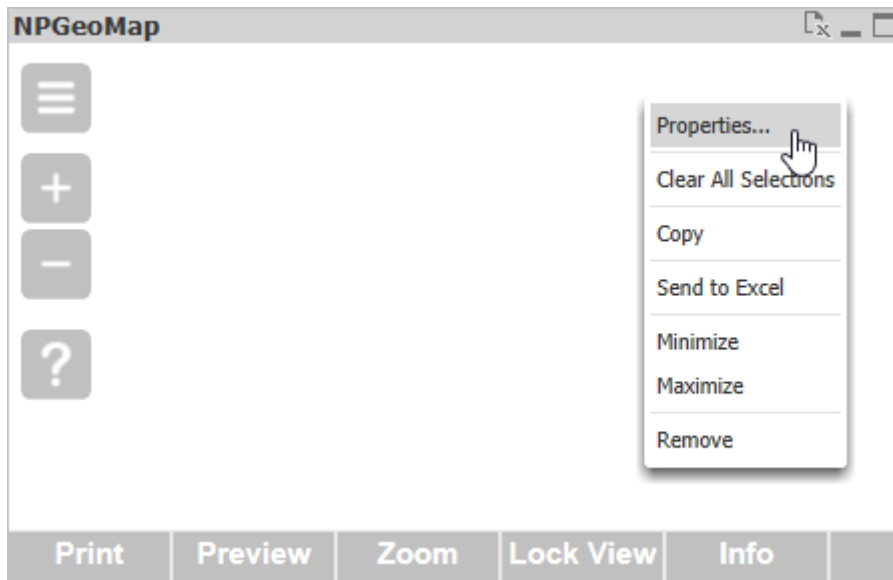 NPGeoMap
Properties...
Clear All Selections
Copy
Send to Excel
Minimize
Maximize
Remove
?
Print Preview Zoom Lock View Info